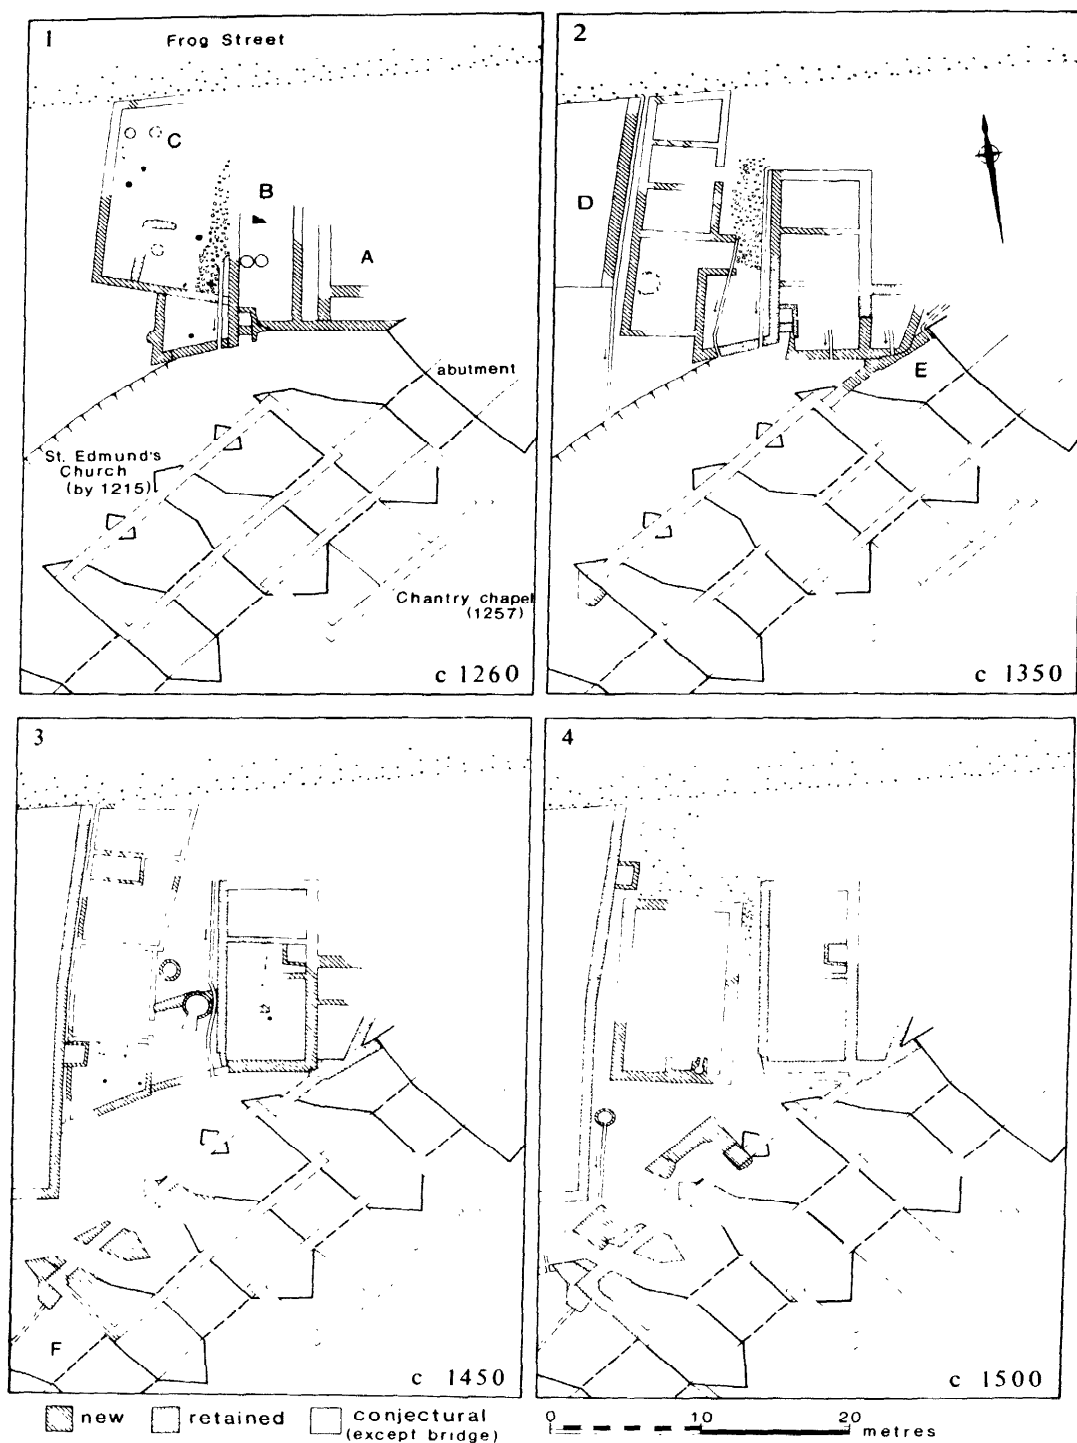 1
Frog Street
C
B
A
abutment
St. Edmund's
Church
(by 1215)
Chantry chapel
(1257)
c 1260
2
D
E
c 1350
3
F
c 1450
4
c 1500
new
retained
conjectural
(except bridge)
0
10
20
metres